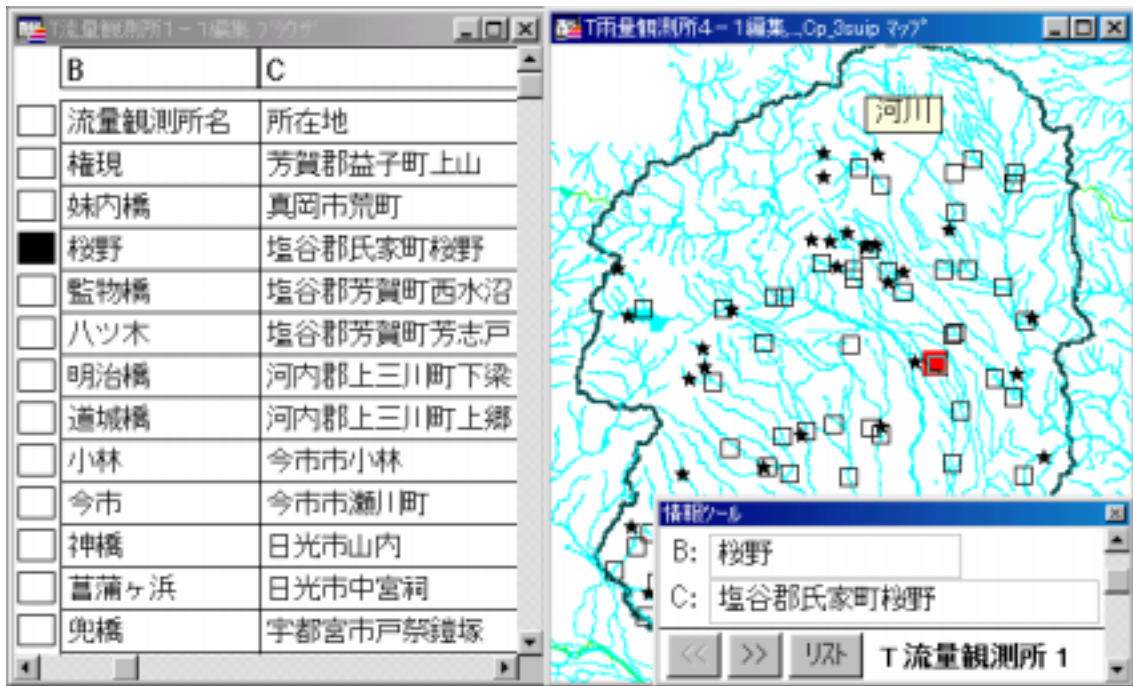 T流量観測所1－1編集 ﾌﾞﾗｳｻﾞ
B C
流量観測所名 所在地
権現 芳賀郡益子町上山
妹内橋 真岡市荒町
桜野 塩谷郡氏家町桜野
監物橋 塩谷郡芳賀町西水沼
八ツ木 塩谷郡芳賀町芳志戸
明治橋 河内郡上三川町下梁
道城橋 河内郡上三川町上郷
小林 今市市小林
今市 今市市瀬川町
神橋 日光市山内
菖蒲ヶ浜 日光市中宮祠
兜橋 宇都宮市戸祭鎧塚
T雨量観測所4－1編集,..,Cp_3suip ﾏｯﾌﾟ
河川
情報ﾂｰﾙ
B: 桜野
C: 塩谷郡氏家町桜野
<< >> ﾘｽﾄ T流量観測所1